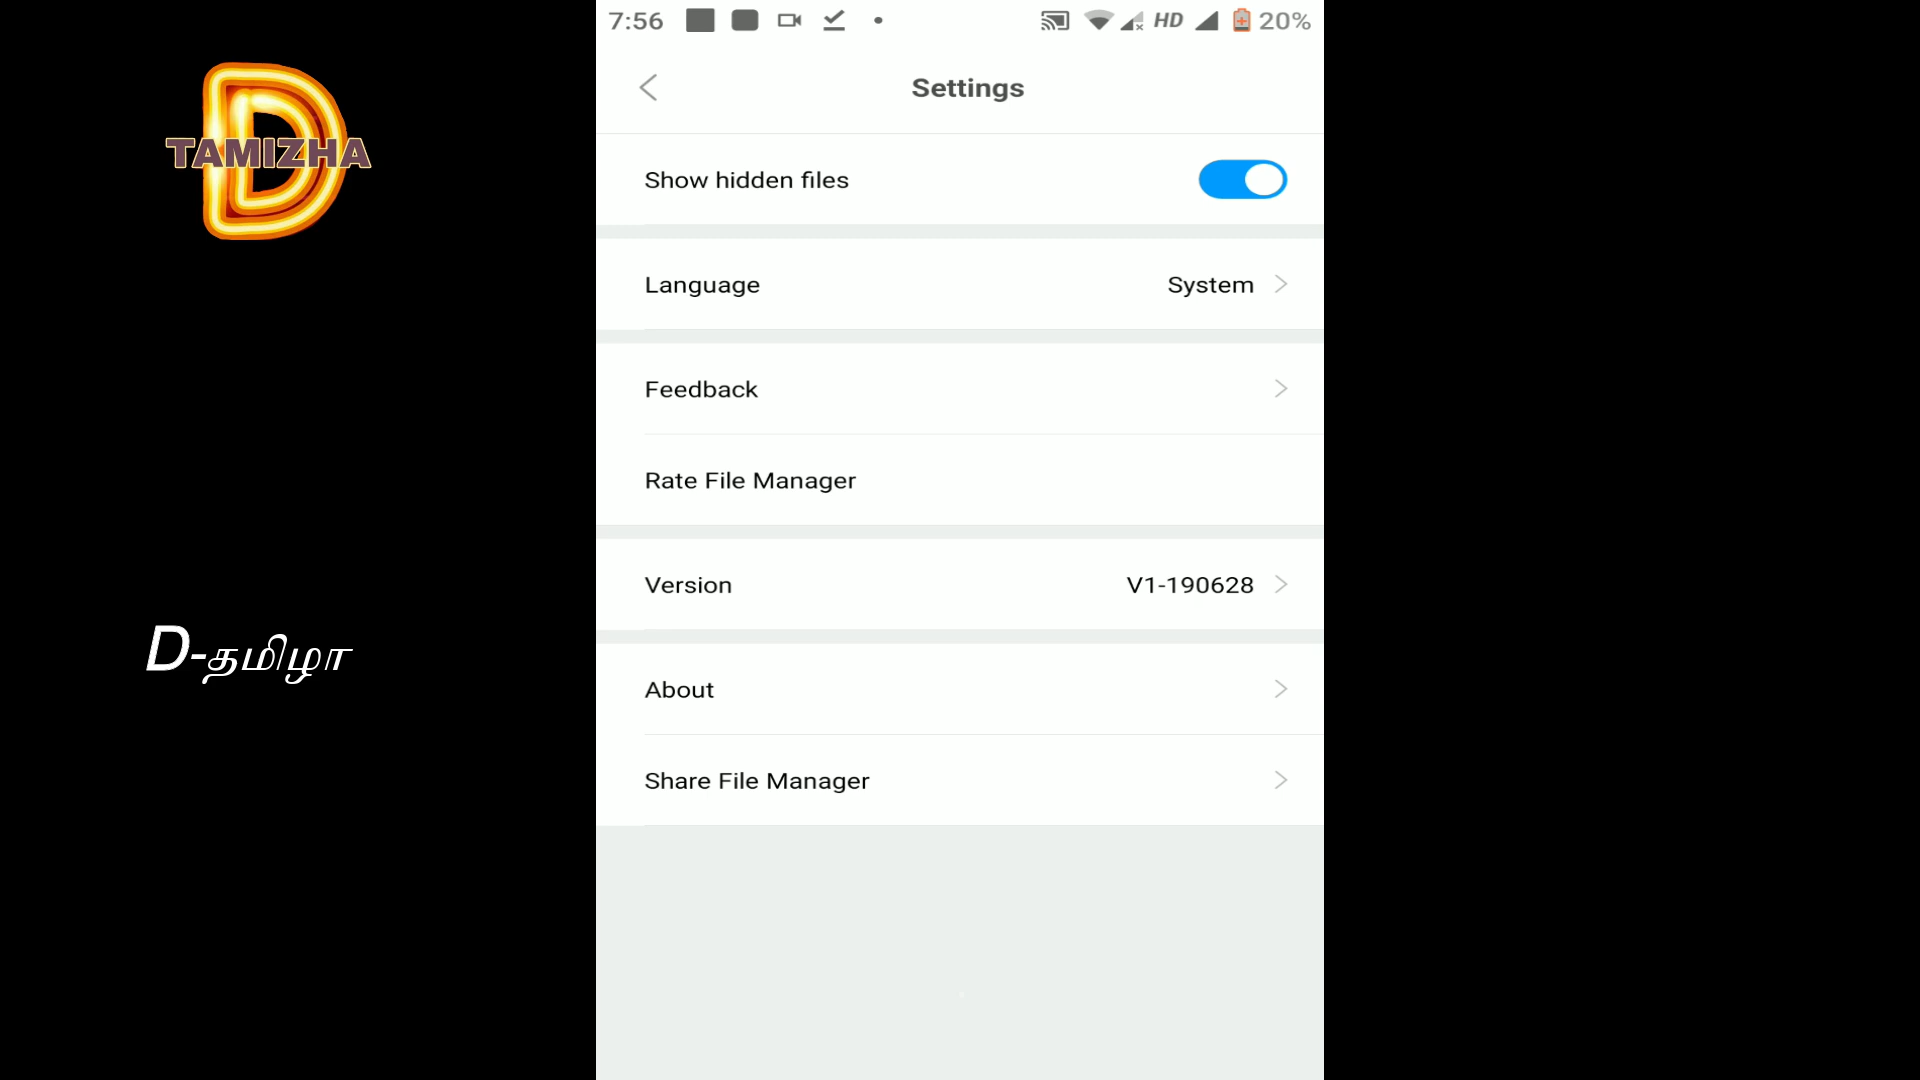 7:56 HD 20%
TAMIZHA
D
Settings
Show hidden files
Language System
Feedback
Rate File Manager
Version V1-190628
D-தமிழா
About
Share File Manager